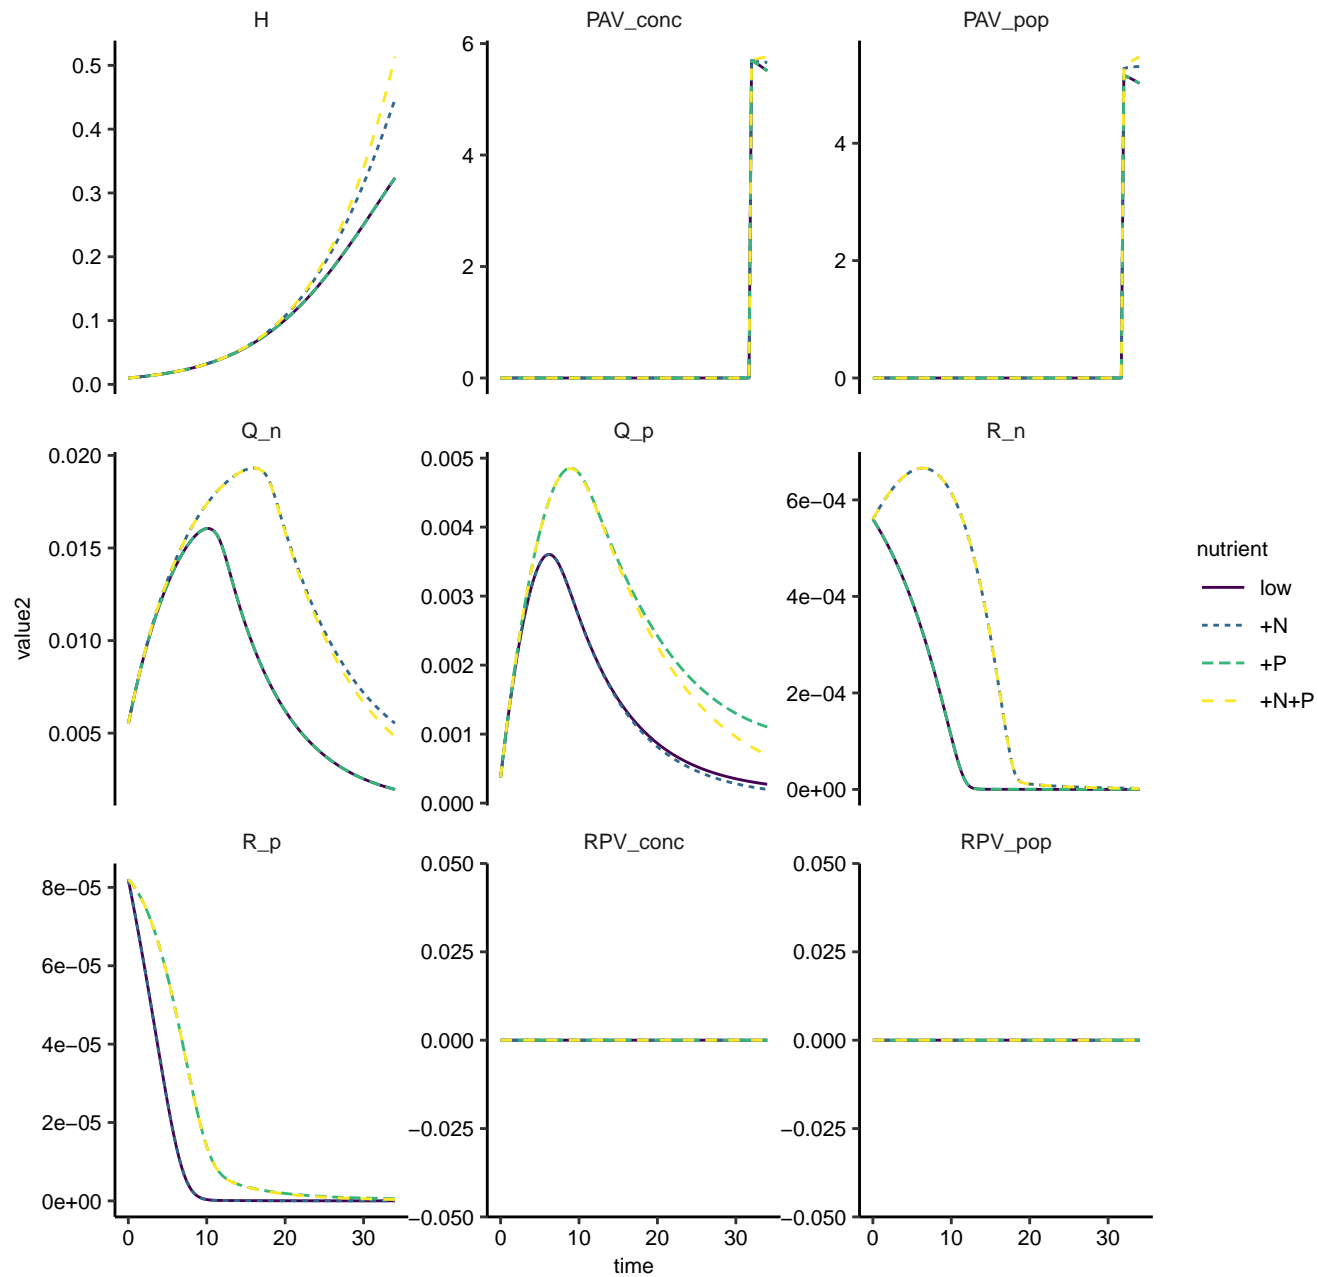 H
PAV_conc
PAV_pop
0.5
0.4
0.3
0.2
0.1
0.0
6
4
2
0
4
2
0
Q_n
Q_p
R_n
0.020
0.015
0.010
0.005
0.005
0.004
0.003
0.002
0.001
0.000
6e−04
4e−04
2e−04
0e+00
R_p
RPV_conc
RPV_pop
8e−05
6e−05
4e−05
2e−05
0e+00
0.050
0.025
0.000
−0.025
−0.050
0.050
0.025
0.000
−0.025
−0.050
0 10 20 30
0 10 20 30
0 10 20 30
time
value2
nutrient
low
+N
+P
+N+P